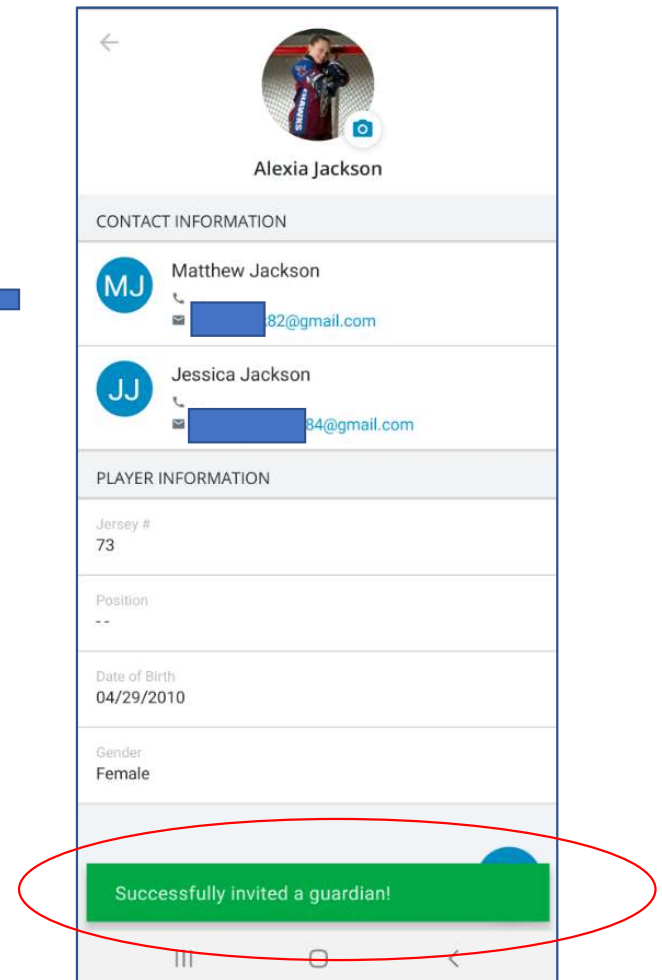 Alexia Jackson
CONTACT INFORMATION
MJ
Matthew Jackson
82@gmail.com
JJ
Jessica Jackson
84@gmail.com
PLAYER INFORMATION
Jersey #
73
Position
--
Date of Birth
04/29/2010
Gender
Female
Successfully invited a guardian!